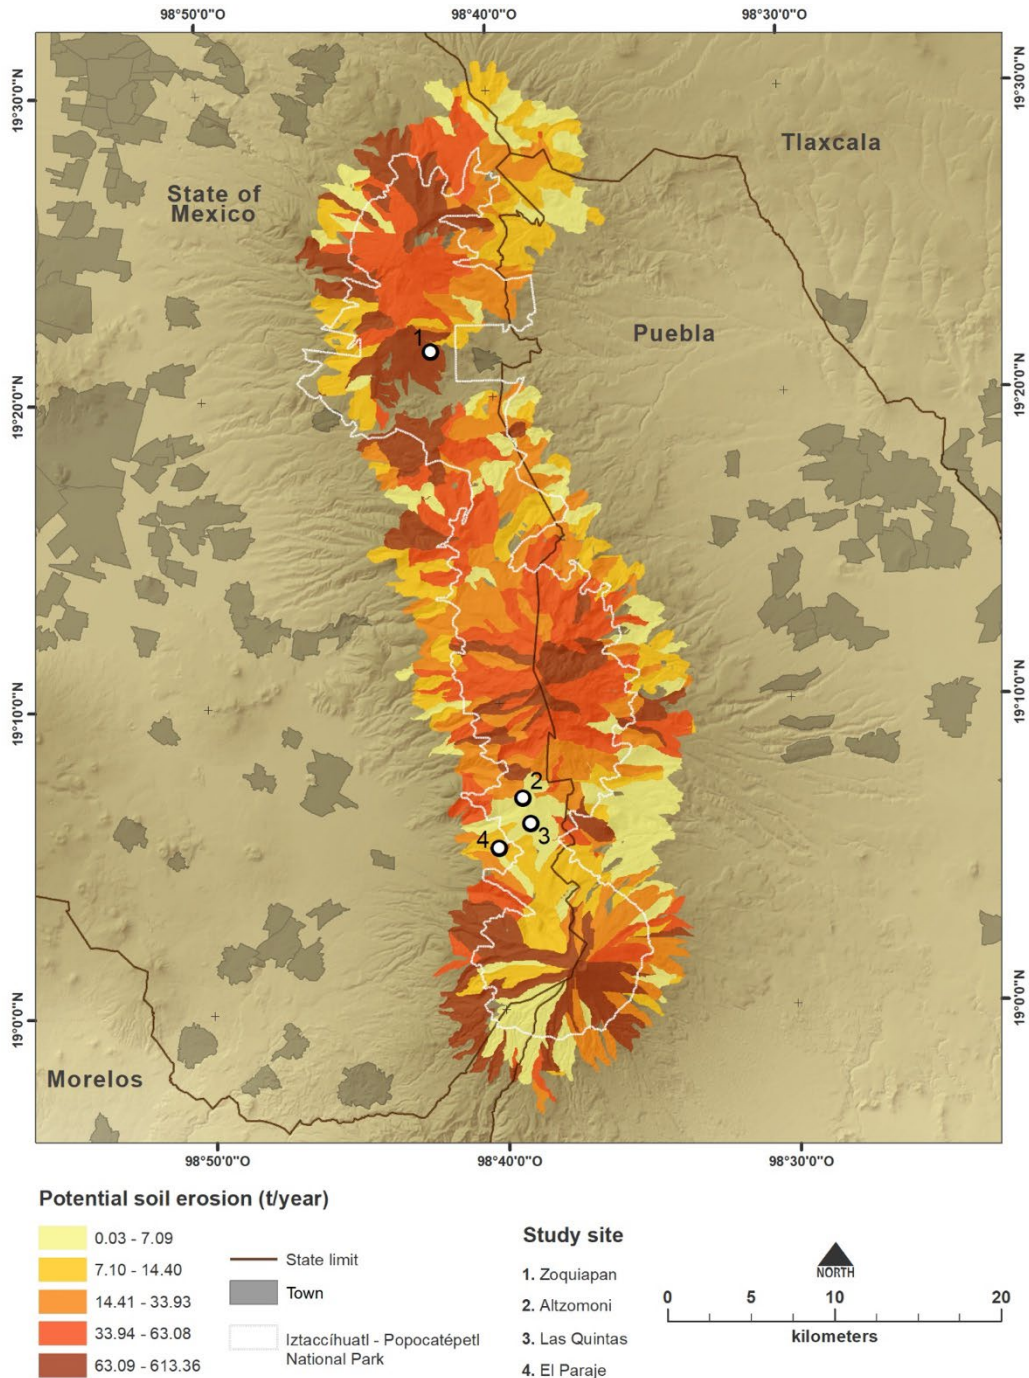 98°50'0"O 98°40'0"O 98°30'0"O
19°30'0"N 19°30'0"N
Tlaxcala
State of
Mexico
Puebla
1
19°20'0"N 19°20'0"N
19°10'0"N 19°10'0"N
2
3
4
19°0'0"N 19°0'0"N
Morelos
98°50'0"O 98°40'0"O 98°30'0"O
Potential soil erosion (t/year)
0.03 - 7.09
7.10 - 14.40
14.41 - 33.93
33.94 - 63.08
63.09 - 613.36
State limit
Town
Iztaccíhuatl - Popocatépetl
National Park
Study site
1. Zoquiapan
2. Altzomoni
3. Las Quintas
4. El Paraje
NORTH
0 5 10 20
kilometers